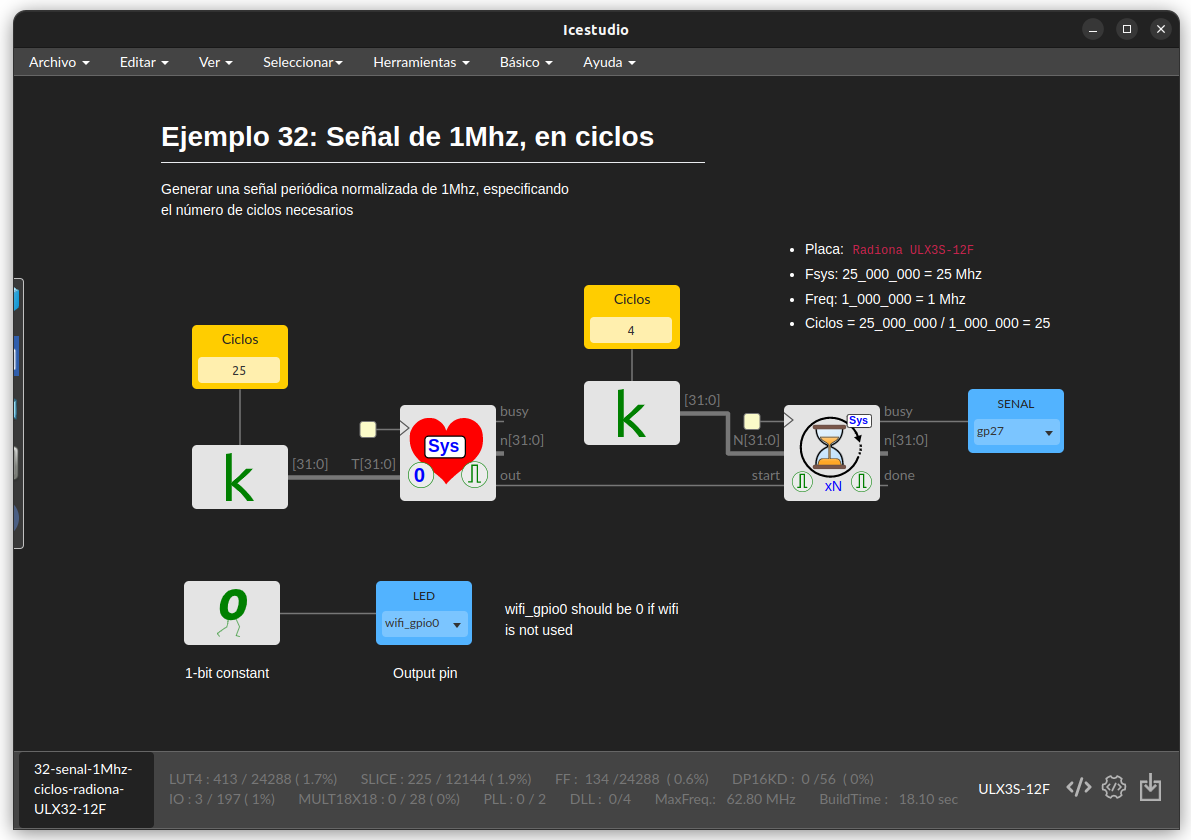 Icestudio
Archivo Editar Ver Seleccionar Herramientas Básico Ayuda
Ejemplo 32: Señal de 1Mhz, en ciclos
Generar una señal periódica normalizada de 1Mhz, especificando
el número de ciclos necesarios
Placa: Radiona ULX3S-12F
Fsys: 25_000_000 = 25 Mhz
Freq: 1_000_000 = 1 Mhz
Ciclos = 25_000_000 / 1_000_000 = 25
Ciclos
25
k
[31:0]
T[31:0]
Sys
0
busy
n[31:0]
out
Ciclos
4
k
[31:0]
N[31:0]
start
Sys
xN
busy
n[31:0]
done
SENAL
gp27
0
LED
wifi_gpio0
wifi_gpio0 should be 0 if wifi
is not used
1-bit constant
Output pin
32-senal-1Mhz-
ciclos-radiona-
ULX32-12F
LUT4 : 413 / 24288 ( 1.7%) SLICE : 225 / 12144 ( 1.9%) FF : 134 /24288 ( 0.6%) DP16KD : 0 /56 ( 0%)
IO : 3 / 197 ( 1%) MULT18X18 : 0 / 28 ( 0%) PLL : 0 / 2 DLL : 0/4 MaxFreq.: 62.80 MHz BuildTime : 18.10 sec
ULX3S-12F